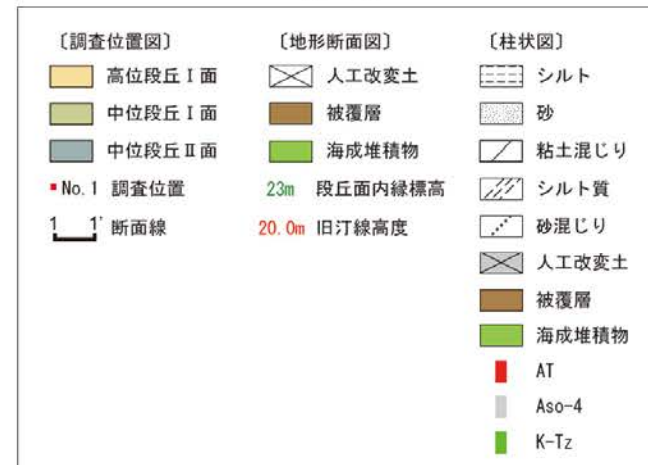 〔調査位置図〕
高位段丘Ⅰ面
中位段丘Ⅰ面
中位段丘Ⅱ面
No.1 調査位置
1 1' 断面線
〔地形断面図〕
人工改変土
被覆層
海成堆積物
23m 段丘面内縁標高
20.0m 旧汀線高度
〔柱状図〕
シルト
砂
粘土混じり
シルト質
砂混じり
人工改変土
被覆層
海成堆積物
AT
Aso-4
K-Tz